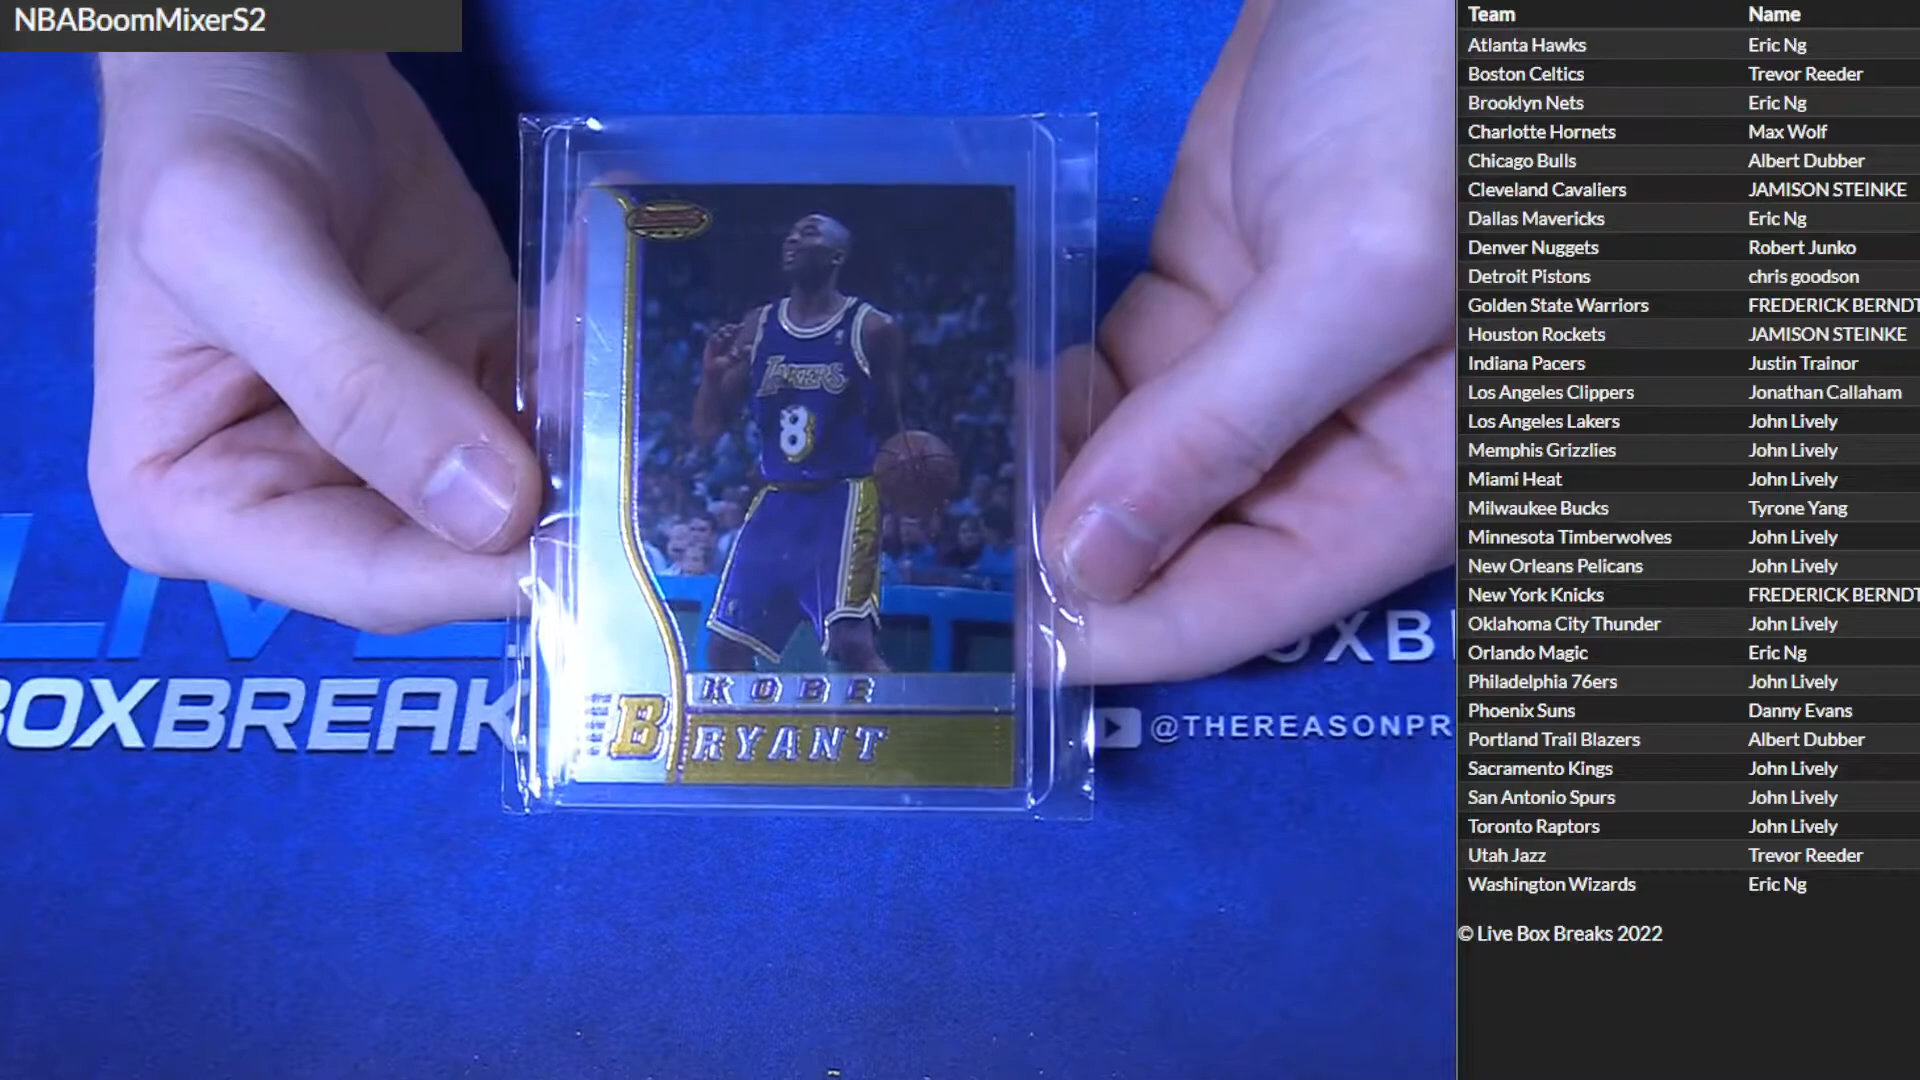 NBABoomMixerS2
LAKERS
8
KOBE
BRYANT
LIVE
BOXBREAK
OXB
@THEREASONPR
Team Name
Atlanta Hawks Eric Ng
Boston Celtics Trevor Reeder
Brooklyn Nets Eric Ng
Charlotte Hornets Max Wolf
Chicago Bulls Albert Dubber
Cleveland Cavaliers JAMISON STEINKE
Dallas Mavericks Eric Ng
Denver Nuggets Robert Junko
Detroit Pistons chris goodson
Golden State Warriors FREDERICK BERNDT
Houston Rockets JAMISON STEINKE
Indiana Pacers Justin Trainor
Los Angeles Clippers Jonathan Callaham
Los Angeles Lakers John Lively
Memphis Grizzlies John Lively
Miami Heat John Lively
Milwaukee Bucks Tyrone Yang
Minnesota Timberwolves John Lively
New Orleans Pelicans John Lively
New York Knicks FREDERICK BERNDT
Oklahoma City Thunder John Lively
Orlando Magic Eric Ng
Philadelphia 76ers John Lively
Phoenix Suns Danny Evans
Portland Trail Blazers Albert Dubber
Sacramento Kings John Lively
San Antonio Spurs John Lively
Toronto Raptors John Lively
Utah Jazz Trevor Reeder
Washington Wizards Eric Ng
© Live Box Breaks 2022